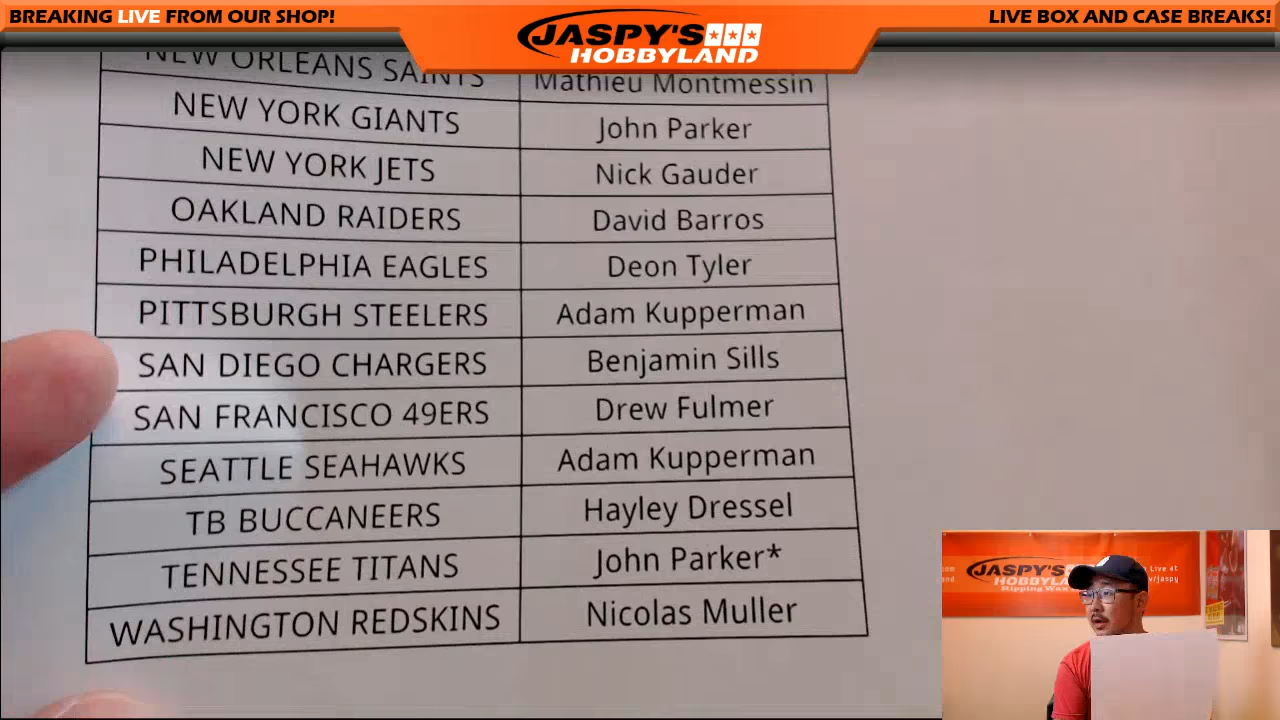 BREAKING LIVE FROM OUR SHOP!
JASPY'S
HOBBYLAND
LIVE BOX AND CASE BREAKS!
NEW ORLEANS SAINTS Mathieu Montmessin
NEW YORK GIANTS John Parker
NEW YORK JETS Nick Gauder
OAKLAND RAIDERS David Barros
PHILADELPHIA EAGLES Deon Tyler
PITTSBURGH STEELERS Adam Kupperman
SAN DIEGO CHARGERS Benjamin Sills
SAN FRANCISCO 49ERS Drew Fulmer
SEATTLE SEAHAWKS Adam Kupperman
TB BUCCANEERS Hayley Dressel
TENNESSEE TITANS John Parker*
WASHINGTON REDSKINS Nicolas Muller
JASPY'S
HOBBYLAND
Live at
/jaspy